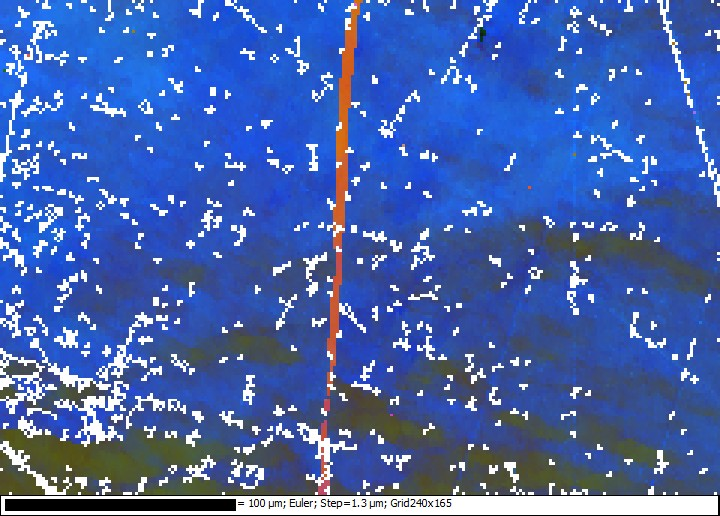 = 100 µm; Euler; Step=1.3 µm; Grid240x165